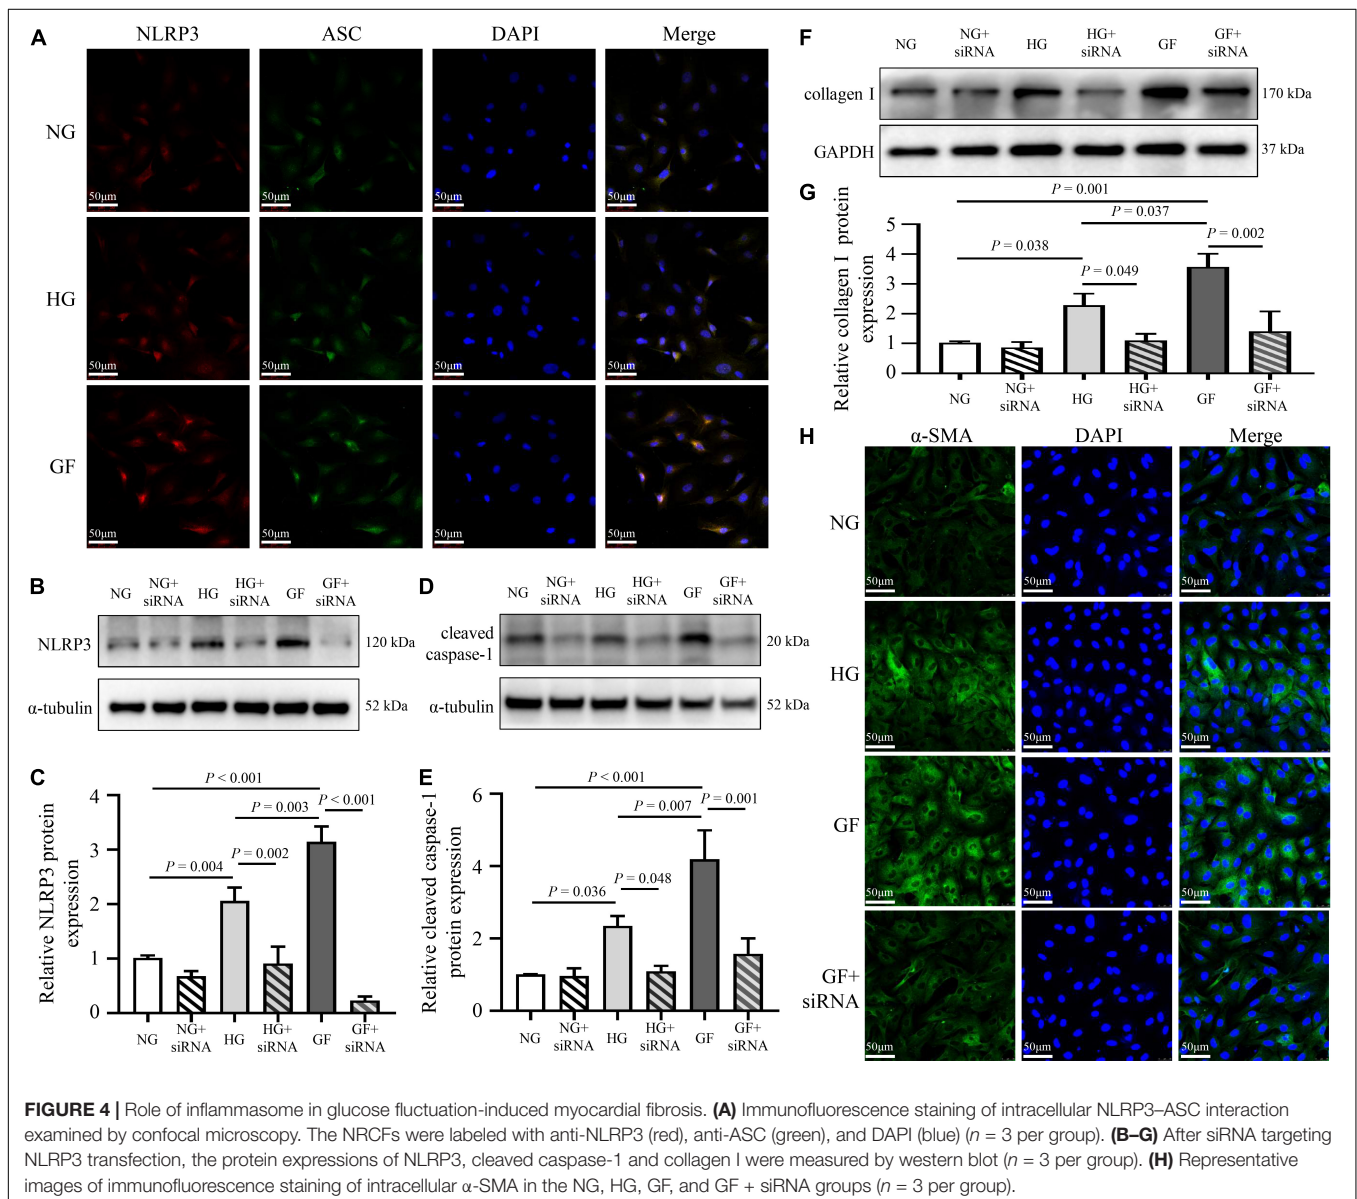 A
NLRP3 ASC DAPI Merge
NG
50μm 50μm 50μm 50μm
HG
50μm 50μm 50μm 50μm
GF
50μm 50μm 50μm 50μm
B
NG NG+ siRNA HG HG+ siRNA GF GF+ siRNA
NLRP3 120 kDa
α-tubulin 52 kDa
C
Relative NLRP3 protein
expression
4
3
2
1
0
P < 0.001
P = 0.003 P < 0.001
P = 0.002
P = 0.004
NG NG+ siRNA HG HG+ siRNA GF GF+ siRNA
D
NG NG+ siRNA HG HG+ siRNA GF GF+ siRNA
cleaved
caspase-1
20 kDa
α-tubulin 52 kDa
E
Relative cleaved caspase-1
protein expression
6
4
2
0
P < 0.001
P = 0.007 P = 0.001
P = 0.048
P = 0.036
NG NG+ siRNA HG HG+ siRNA GF GF+ siRNA
F
NG NG+ siRNA HG HG+ siRNA GF GF+ siRNA
collagen I 170 kDa
GAPDH 37 kDa
G
Relative collagen I protein
expression
5
4
3
2
1
0
P = 0.001
P = 0.037
P = 0.002
P = 0.038
P = 0.049
NG NG+ siRNA HG HG+ siRNA GF GF+ siRNA
H
α-SMA DAPI Merge
NG
50μm 50μm 50μm
HG
50μm 50μm 50μm
GF
50μm 50μm 50μm
GF+
siRNA
50μm 50μm 50μm
FIGURE 4 | Role of inflammasome in glucose fluctuation-induced myocardial fibrosis. (A) Immunofluorescence staining of intracellular NLRP3–ASC interaction
examined by confocal microscopy. The NRCFs were labeled with anti-NLRP3 (red), anti-ASC (green), and DAPI (blue) (n = 3 per group). (B–G) After siRNA targeting
NLRP3 transfection, the protein expressions of NLRP3, cleaved caspase-1 and collagen I were measured by western blot (n = 3 per group). (H) Representative
images of immunofluorescence staining of intracellular α-SMA in the NG, HG, GF, and GF + siRNA groups (n = 3 per group).